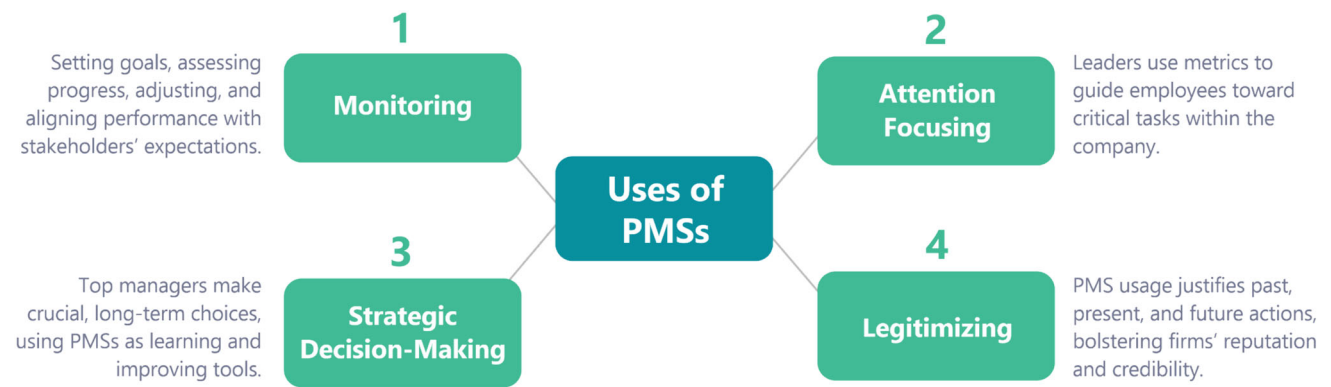 1
Setting goals, assessing
progress, adjusting, and
aligning performance with
stakeholders’ expectations.
Monitoring
2
Attention
Focusing
Leaders use metrics to
guide employees toward
critical tasks within the
company.
Uses of
PMSs
3
Top managers make
crucial, long-term choices,
using PMSs as learning and
improving tools.
Strategic
Decision-Making
4
Legitimizing
PMS usage justifies past,
present, and future actions,
bolstering firms’ reputation
and credibility.